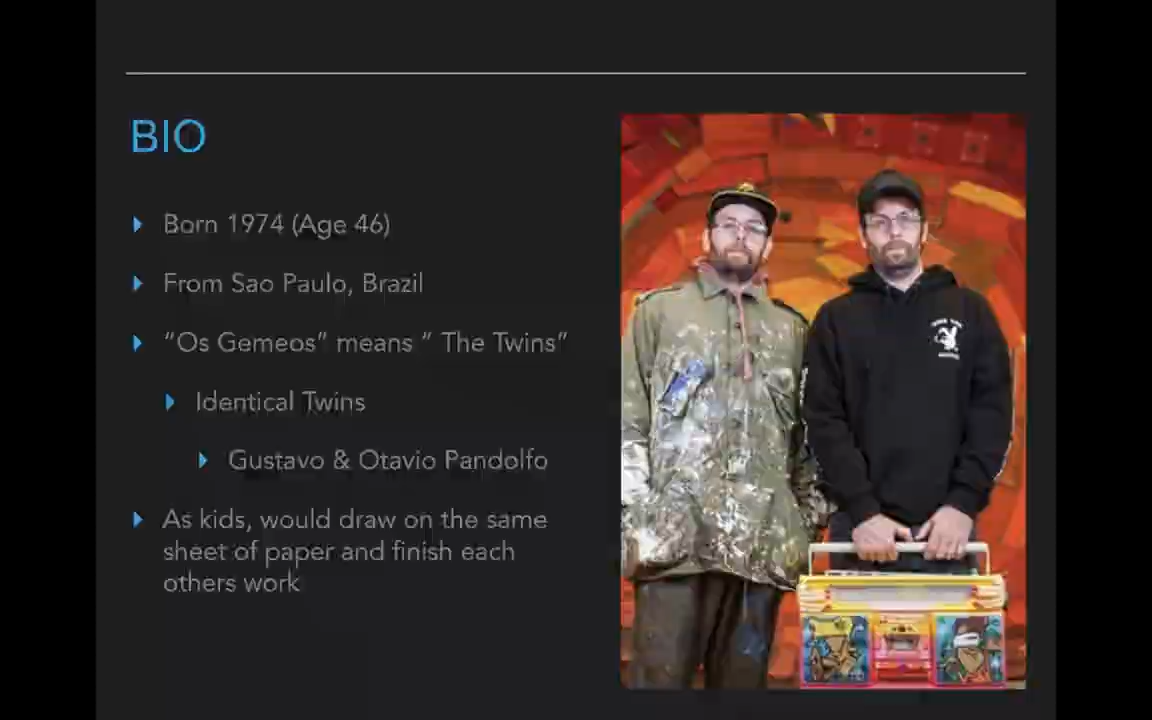 BIO
Born 1974 (Age 46)
From Sao Paulo, Brazil
“Os Gemeos” means “ The Twins”
Identical Twins
Gustavo & Otavio Pandolfo
As kids, would draw on the same
sheet of paper and finish each
others work